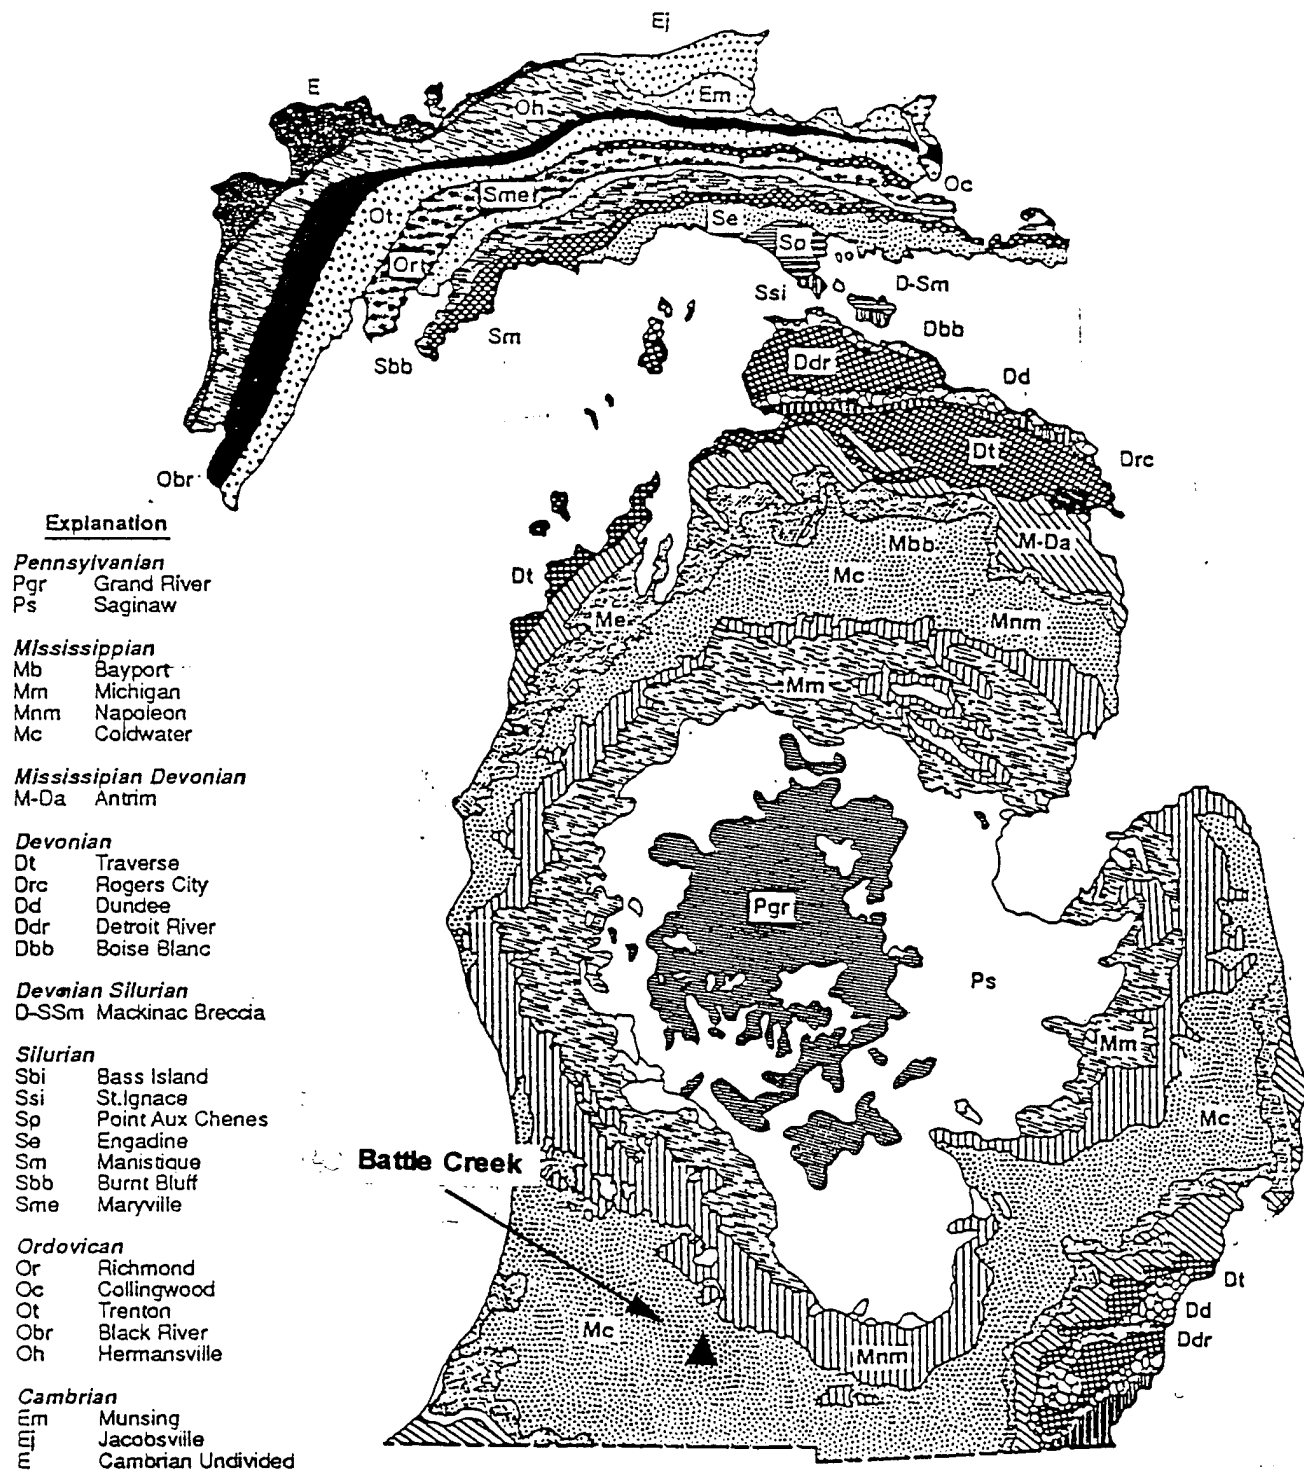 Ej
E
Oh
Em
Oc
Sme
Ot
Se
Sp
Or
D-Sm
Ssi
Dbb
Sm
Sbb
Ddr
Dd
Dt
Drc
Obr
Mbb
M-Da
Mc
Dt
Me
Mnm
Mm
Pgr
Ps
Mm
Mc
Battle Creek
Dt
Dd
Ddr
Mc
Mnm
Explanation
Pennsylvanian
Pgr Grand River
Ps Saginaw
Mississippian
Mb Bayport
Mm Michigan
Mnm Napoleon
Mc Coldwater
Mississipian Devonian
M-Da Antrim
Devonian
Dt Traverse
Drc Rogers City
Dd Dundee
Ddr Detroit River
Dbb Boise Blanc
Devonian Silurian
D-SSm Mackinac Breccia
Silurian
Sbi Bass Island
Ssi St.Ignace
Sp Point Aux Chenes
Se Engadine
Sm Manistique
Sbb Burnt Bluff
Sme Maryville
Ordovican
Or Richmond
Oc Collingwood
Ot Trenton
Obr Black River
Oh Hermansville
Cambrian
Em Munsing
Ej Jacobsville
E Cambrian Undivided